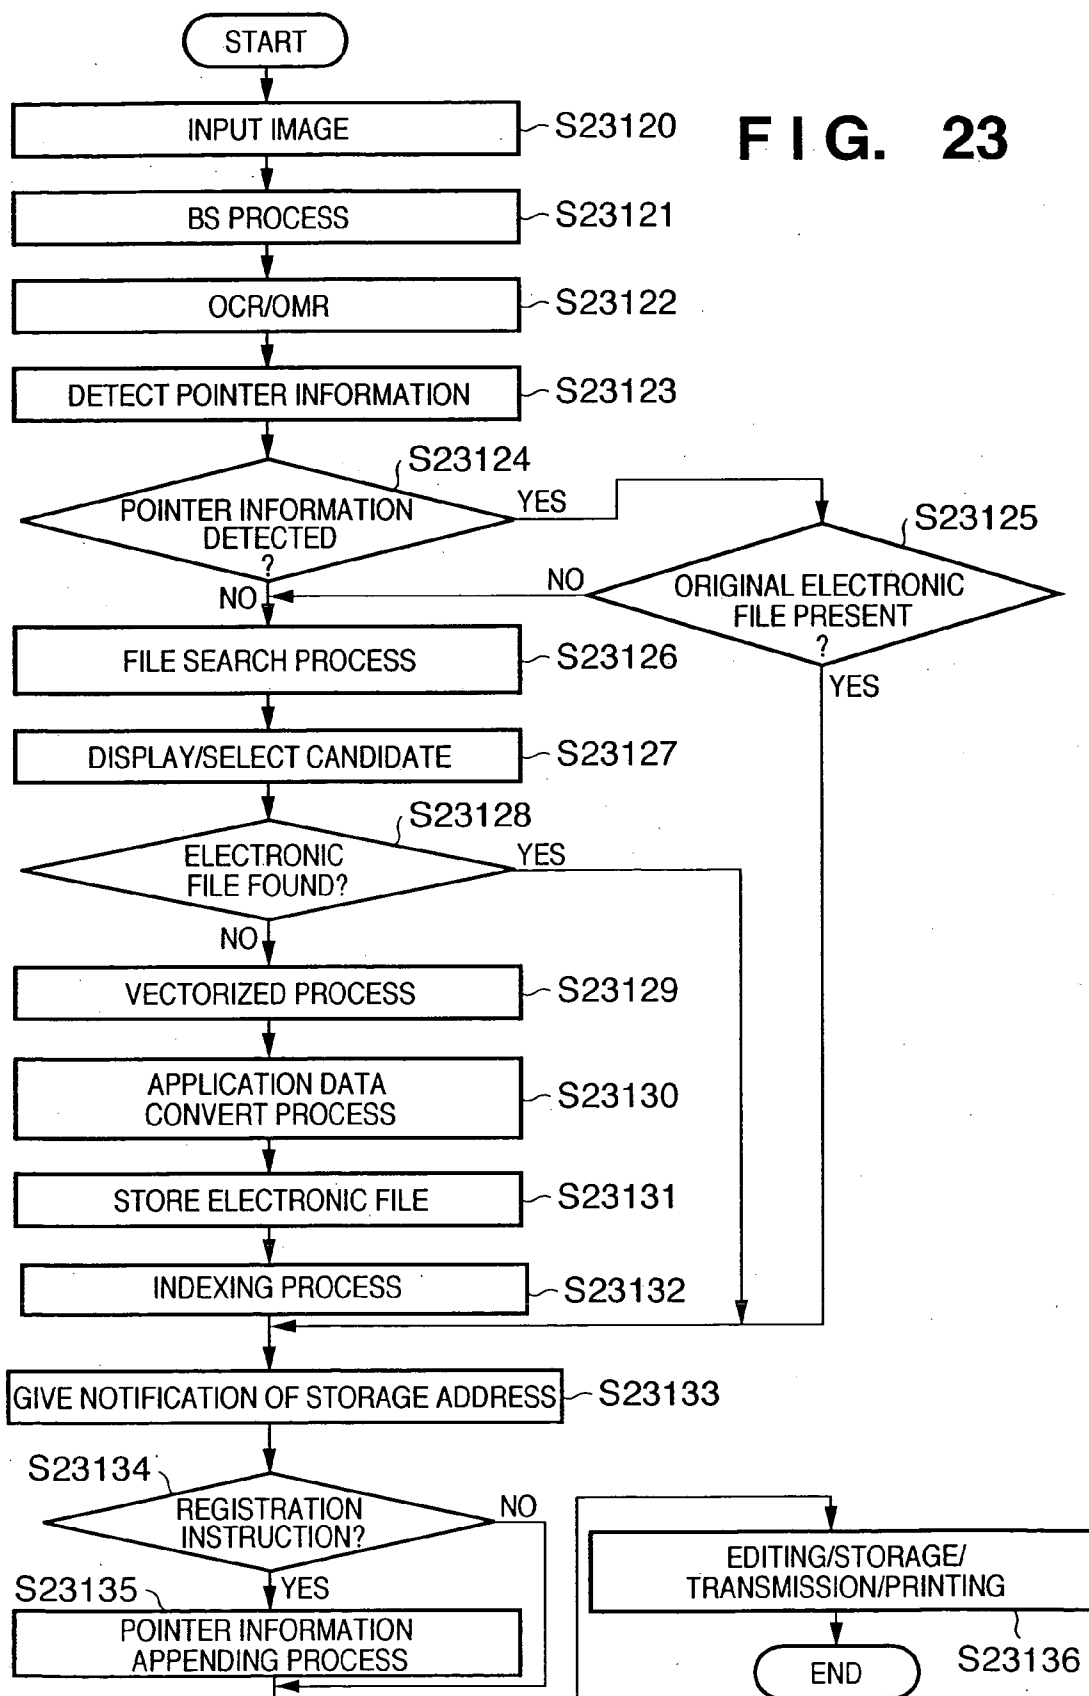 FIG. 23
START
INPUT IMAGE
S23120
BS PROCESS
S23121
OCR/OMR
S23122
DETECT POINTER INFORMATION
S23123
S23124
POINTER INFORMATION
DETECTED
?
YES
NO
S23125
ORIGINAL ELECTRONIC
FILE PRESENT
?
NO
YES
FILE SEARCH PROCESS
S23126
DISPLAY/SELECT CANDIDATE
S23127
S23128
ELECTRONIC
FILE FOUND?
YES
NO
VECTORIZED PROCESS
S23129
APPLICATION DATA
CONVERT PROCESS
S23130
STORE ELECTRONIC FILE
S23131
INDEXING PROCESS
S23132
GIVE NOTIFICATION OF STORAGE ADDRESS
S23133
S23134
REGISTRATION
INSTRUCTION?
NO
YES
S23135
POINTER INFORMATION
APPENDING PROCESS
EDITING/STORAGE/
TRANSMISSION/PRINTING
S23136
END